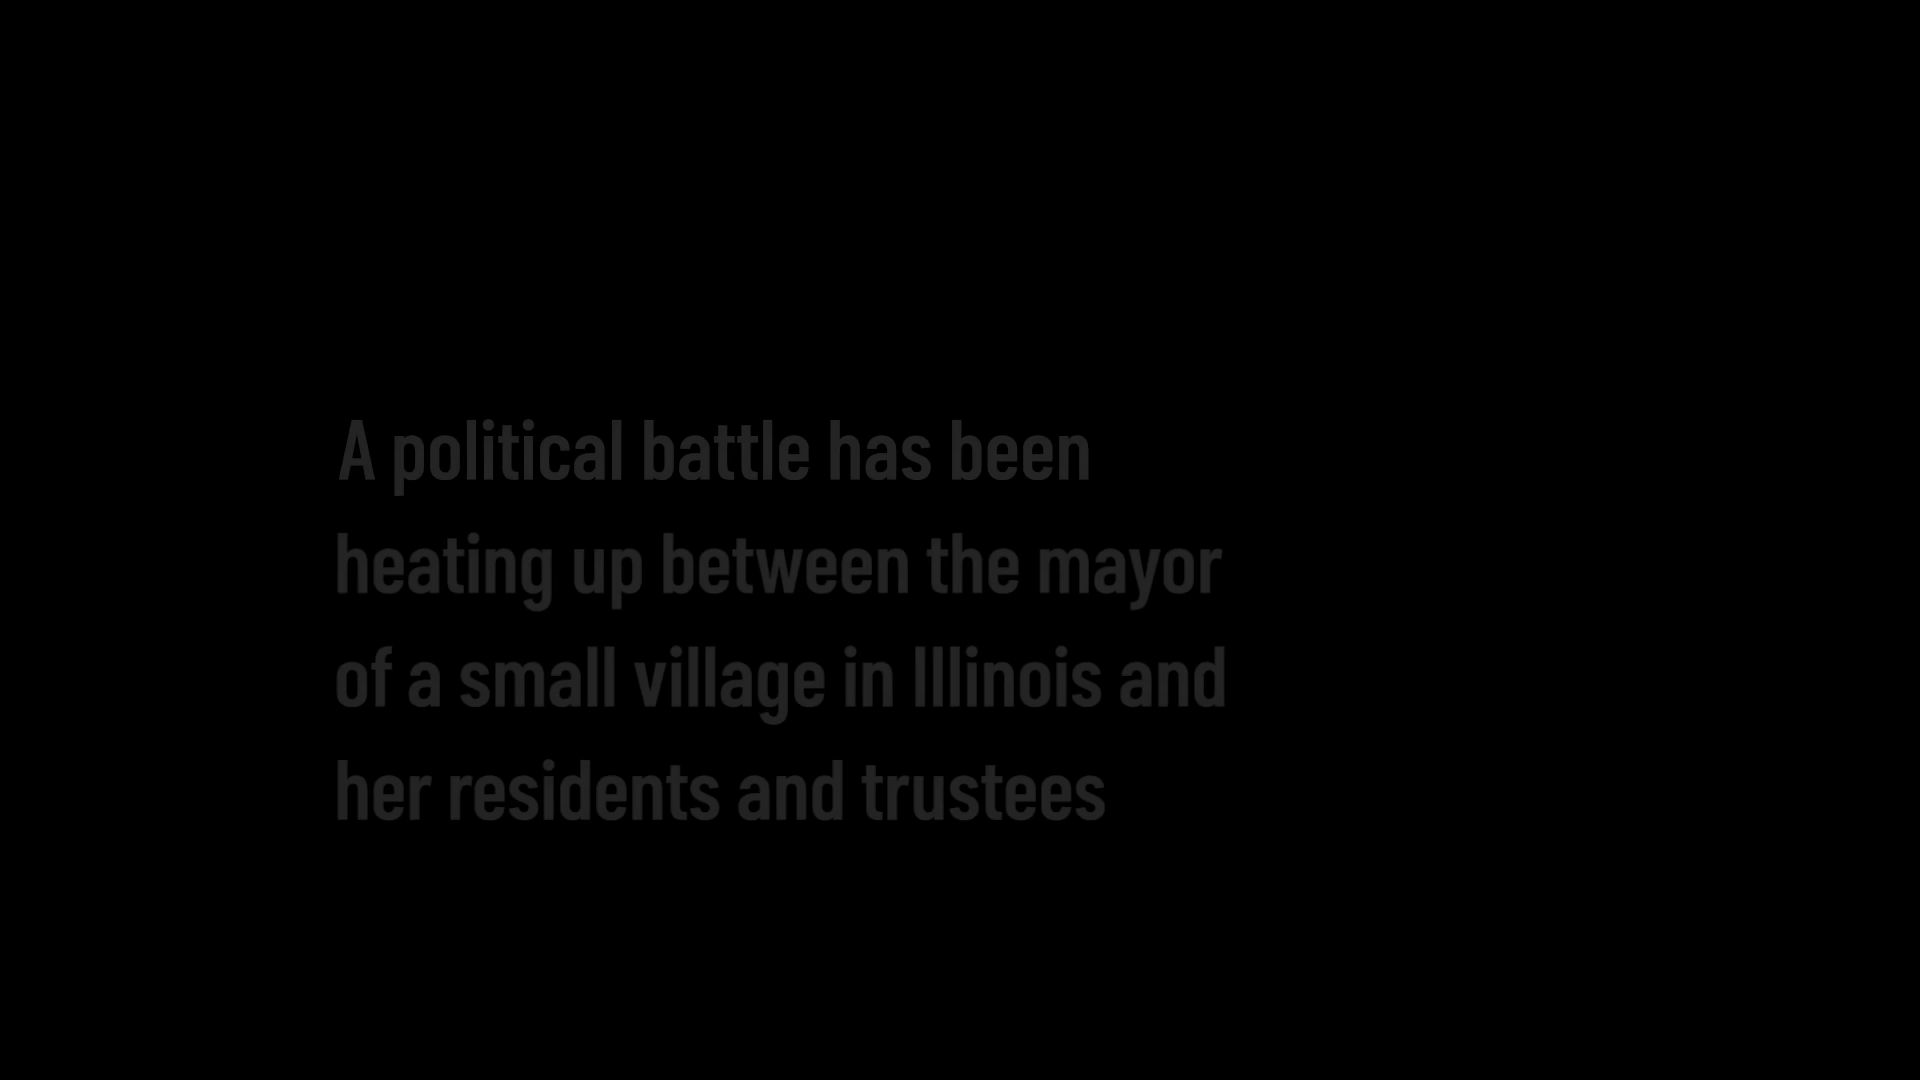 A political battle has been
heating up between the mayor
of a small village in Illinois and
her residents and trustees